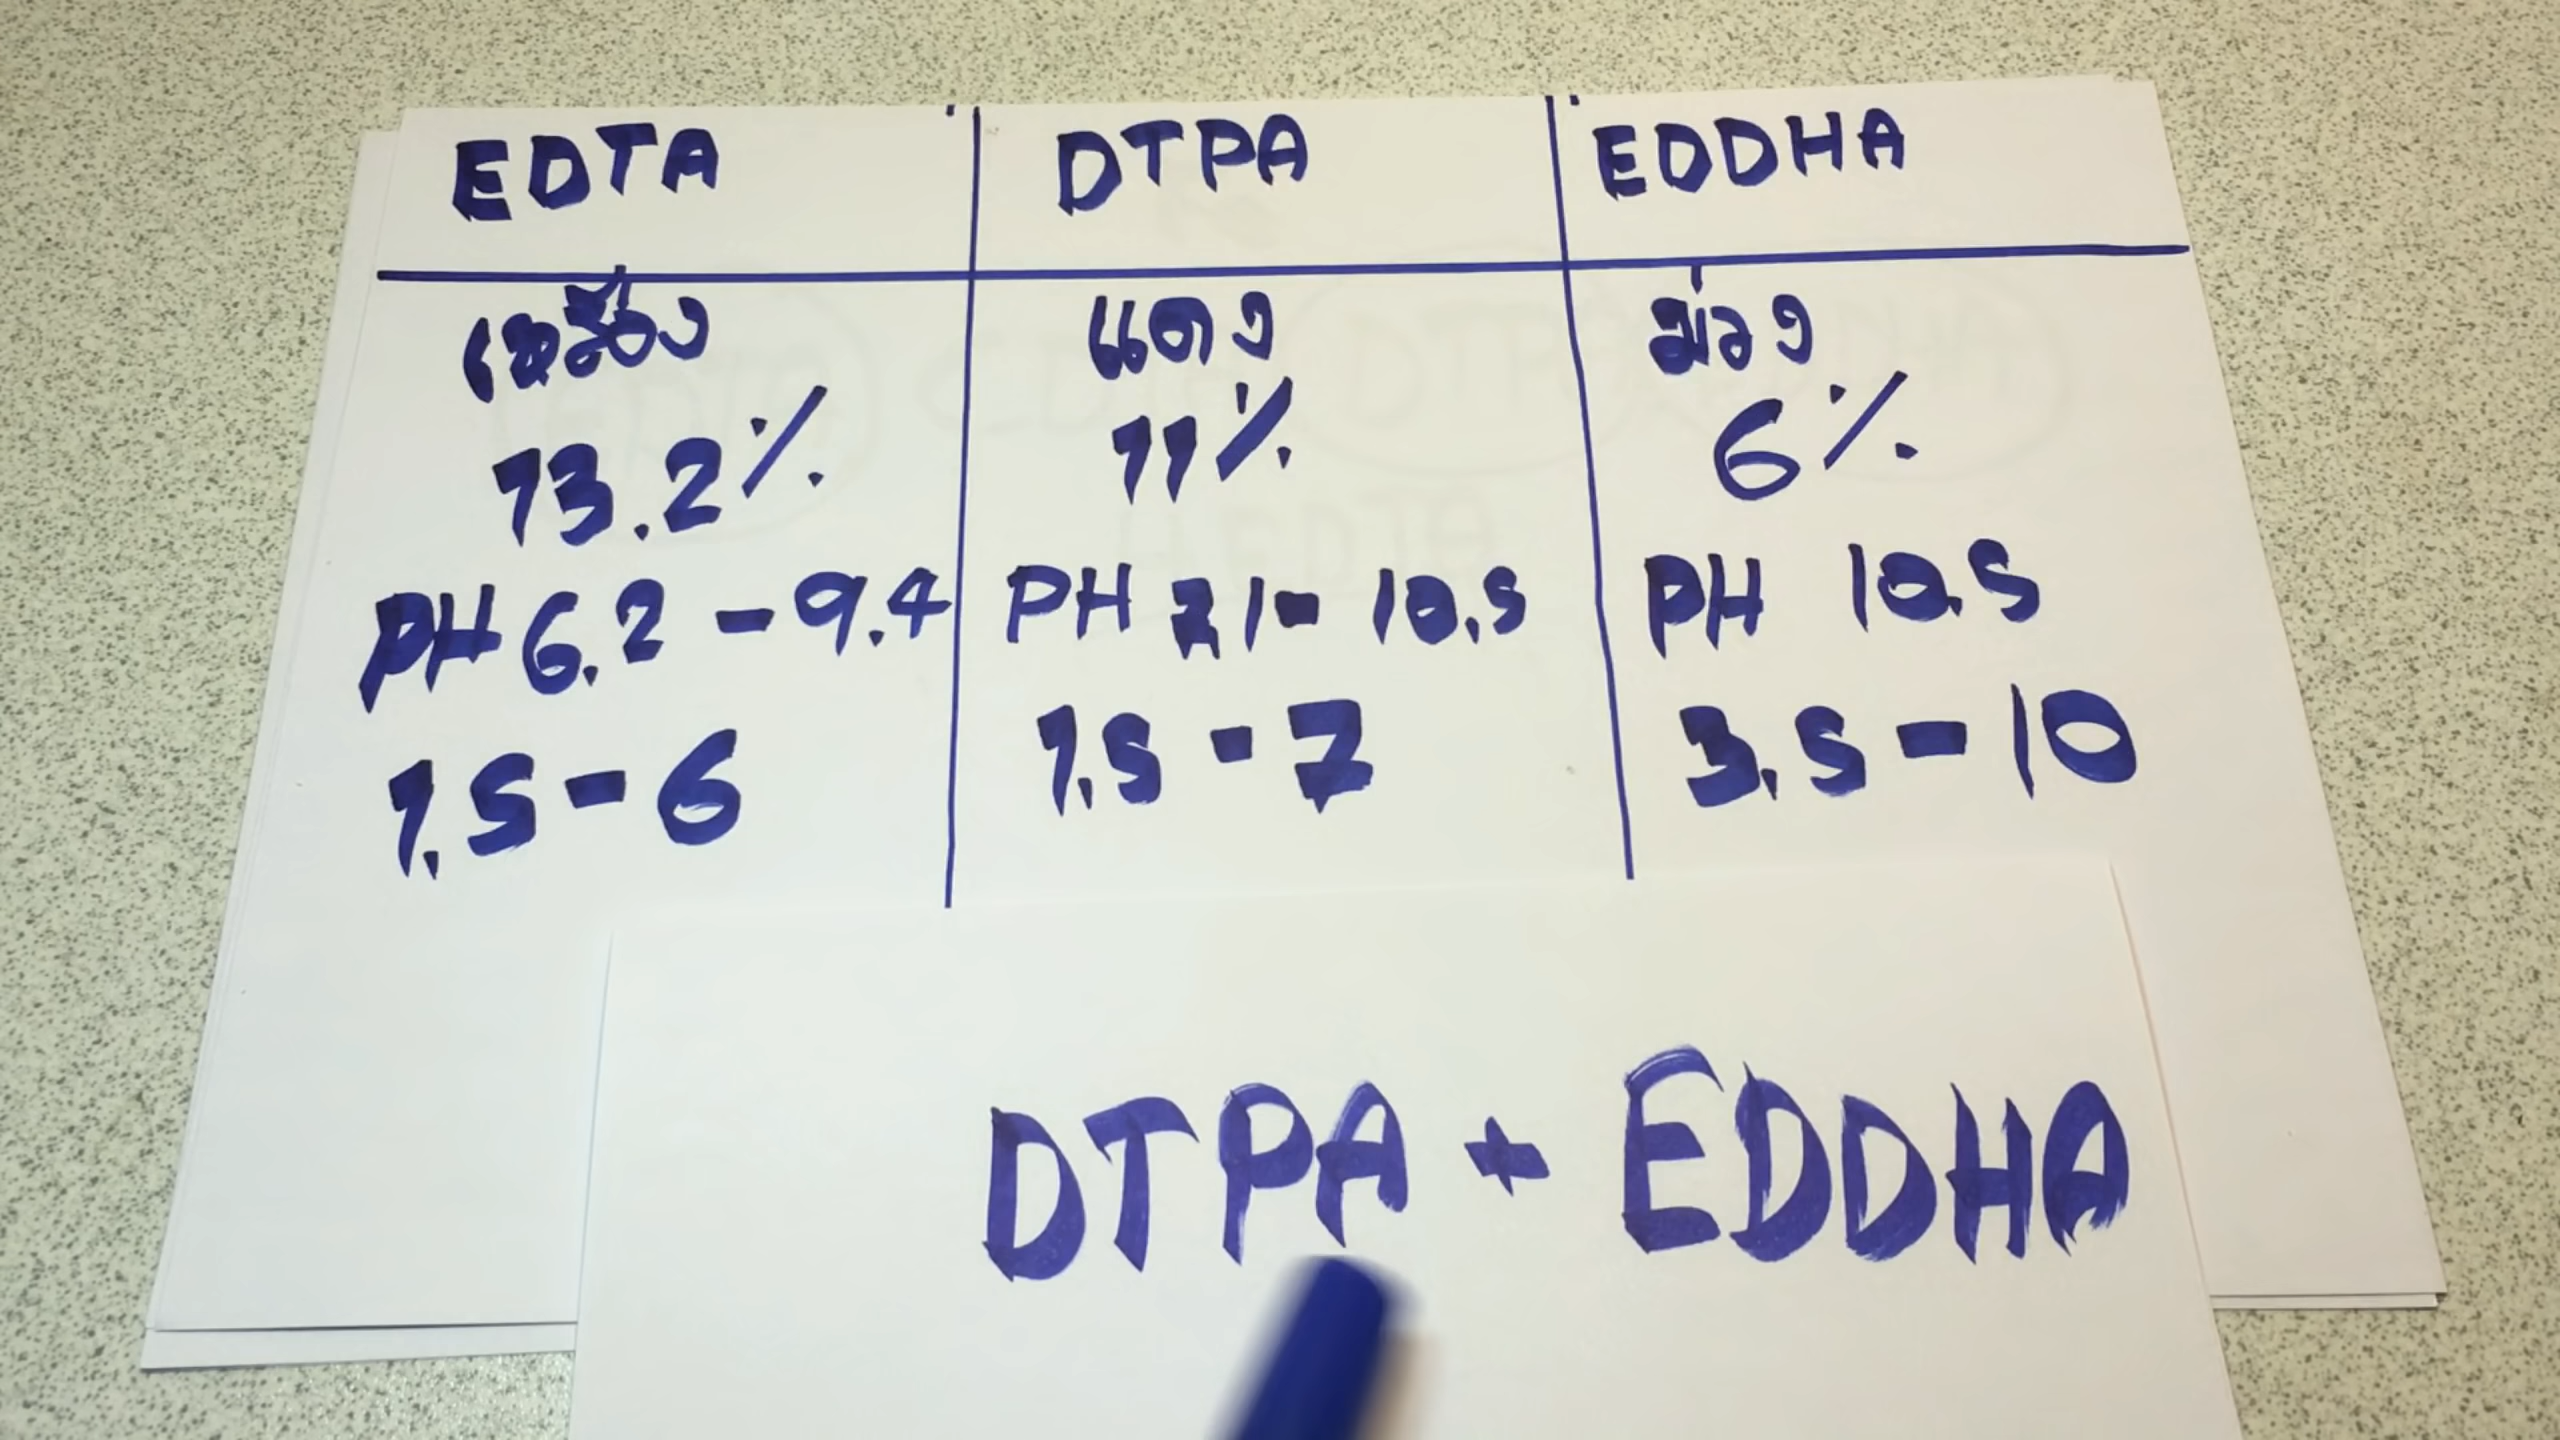 EDTA DTPA EDDHA
เหลือง แดง ม่วง
13.2% 11% 6%
PH 6.2 - 9.4 PH 2.1 - 10.5 PH 10.5
1.5 - 6 1.5 - 7 3.5 - 10
DTPA + EDDHA